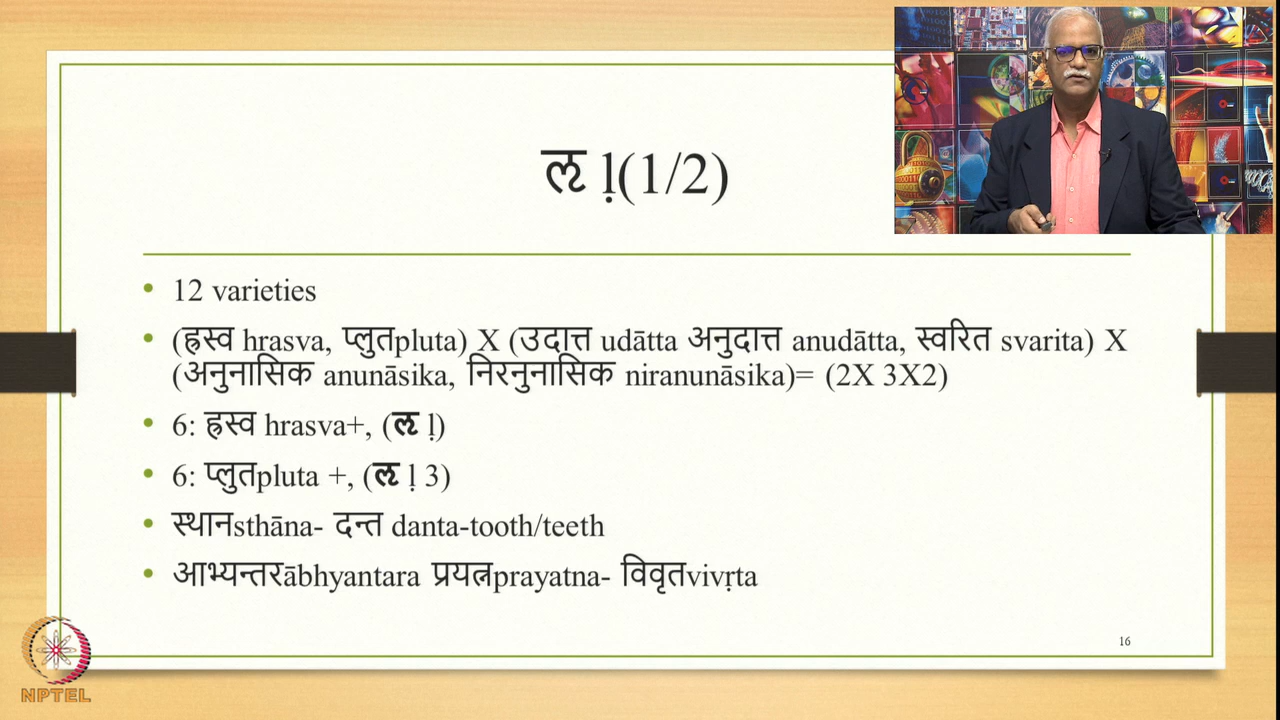 ऌ ḷ(1/2)
• 12 varieties
• (ह्रस्व hrasva, प्लुतpluta) X (उदात्त udātta अनुदात्त anudātta, स्वरित svarita) X
(अनुनासिक anunāsika, निरनुनासिक niranunāsika)= (2X 3X2)
• 6: ह्रस्व hrasva+, (ऌ ḷ)
• 6: प्लुतpluta +, (ऌ ḷ 3)
• स्थानsthāna- दन्त danta-tooth/teeth
• आभ्यन्तरābhyantara प्रयत्नprayatna- विवृतvivṛta
16
NPTEL